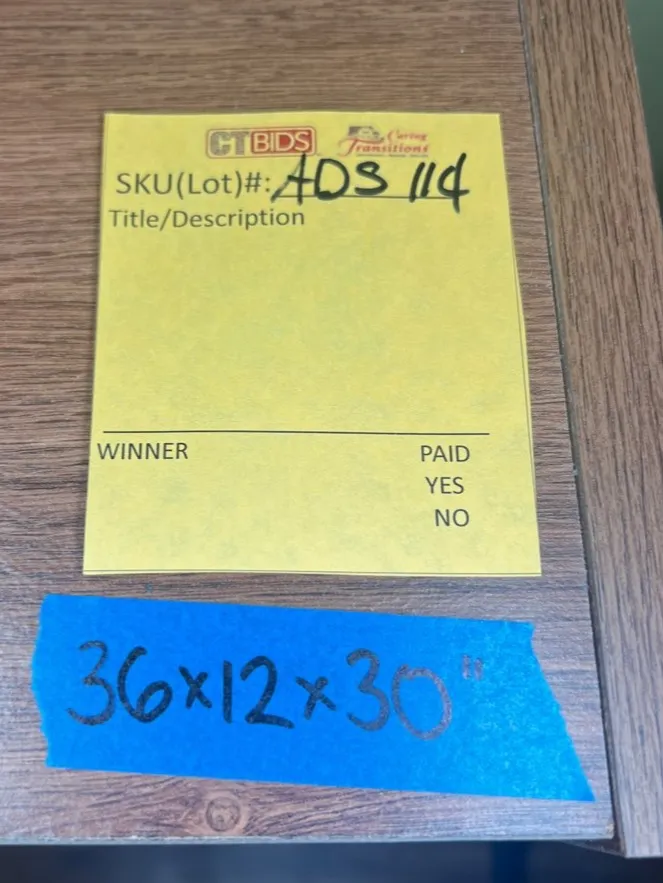 CTBIDS
Caring
Transitions
SKU(Lot)#: ADS 114
Title/Description
WINNER PAID
YES
NO
36x12x30"